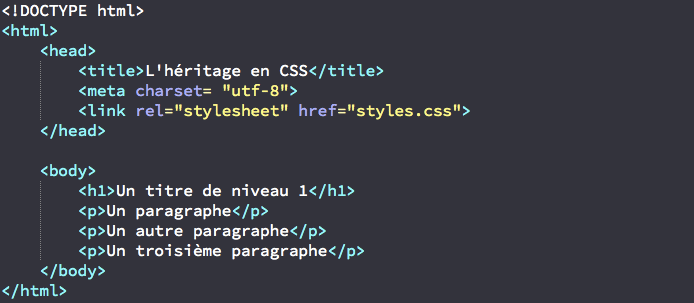 <!DOCTYPE html>
<html>
    <head>
        <title>L'héritage en CSS</title>
        <meta charset= "utf-8">
        <link rel="stylesheet" href="styles.css">
    </head>

    <body>
        <h1>Un titre de niveau 1</h1>
        <p>Un paragraphe</p>
        <p>Un autre paragraphe</p>
        <p>Un troisième paragraphe</p>
    </body>
</html>